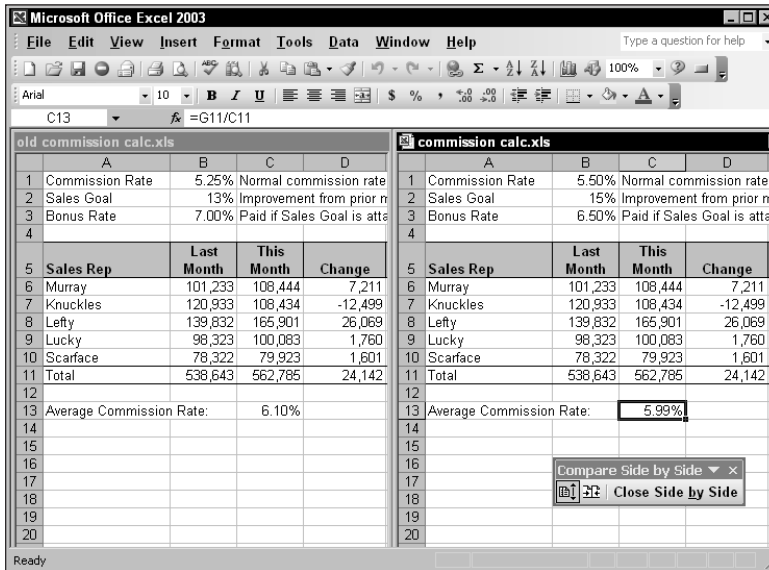 Microsoft Office Excel 2003
File Edit View Insert Format Tools Data Window Help Type a question for help
100%
Arial 10 B I U $ % ,
C13 fx =G11/C11
old commission calc.xls
A B C D
1 Commission Rate 5.25% Normal commission rate
2 Sales Goal 13% Improvement from prior m
3 Bonus Rate 7.00% Paid if Sales Goal is atta
4
5 Sales Rep Last Month This Month Change
6 Murray 101,233 108,444 7,211
7 Knuckles 120,933 108,434 -12,499
8 Lefty 139,832 165,901 26,069
9 Lucky 98,323 100,083 1,760
10 Scarface 78,322 79,923 1,601
11 Total 538,643 562,785 24,142
12
13 Average Commission Rate: 6.10%
14
15
16
17
18
19
20
commission calc.xls
A B C D
1 Commission Rate 5.50% Normal commission rate
2 Sales Goal 15% Improvement from prior m
3 Bonus Rate 6.50% Paid if Sales Goal is atta
4
5 Sales Rep Last Month This Month Change
6 Murray 101,233 108,444 7,211
7 Knuckles 120,933 108,434 -12,499
8 Lefty 139,832 165,901 26,069
9 Lucky 98,323 100,083 1,760
10 Scarface 78,322 79,923 1,601
11 Total 538,643 562,785 24,142
12
13 Average Commission Rate: 5.99%
14
15
16
17
18
19
20
Compare Side by Side
Close Side by Side
Ready